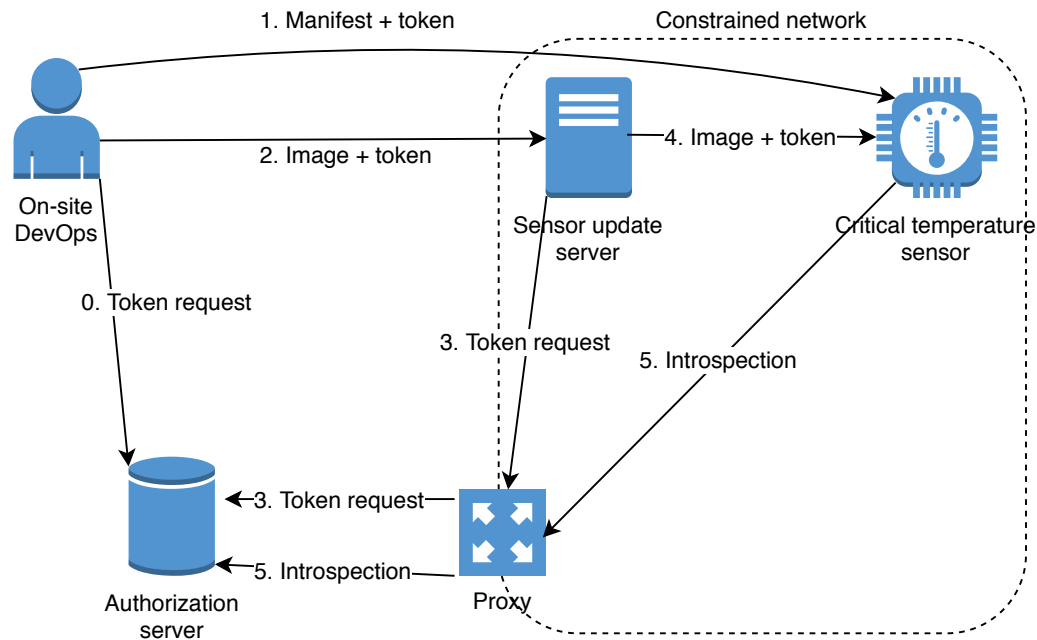 1. Manifest + token
Constrained network
2. Image + token
4. Image + token
On-site
DevOps
Sensor update
server
Critical temperature
sensor
0. Token request
3. Token request
5. Introspection
3. Token request
5. Introspection
Authorization
server
Proxy